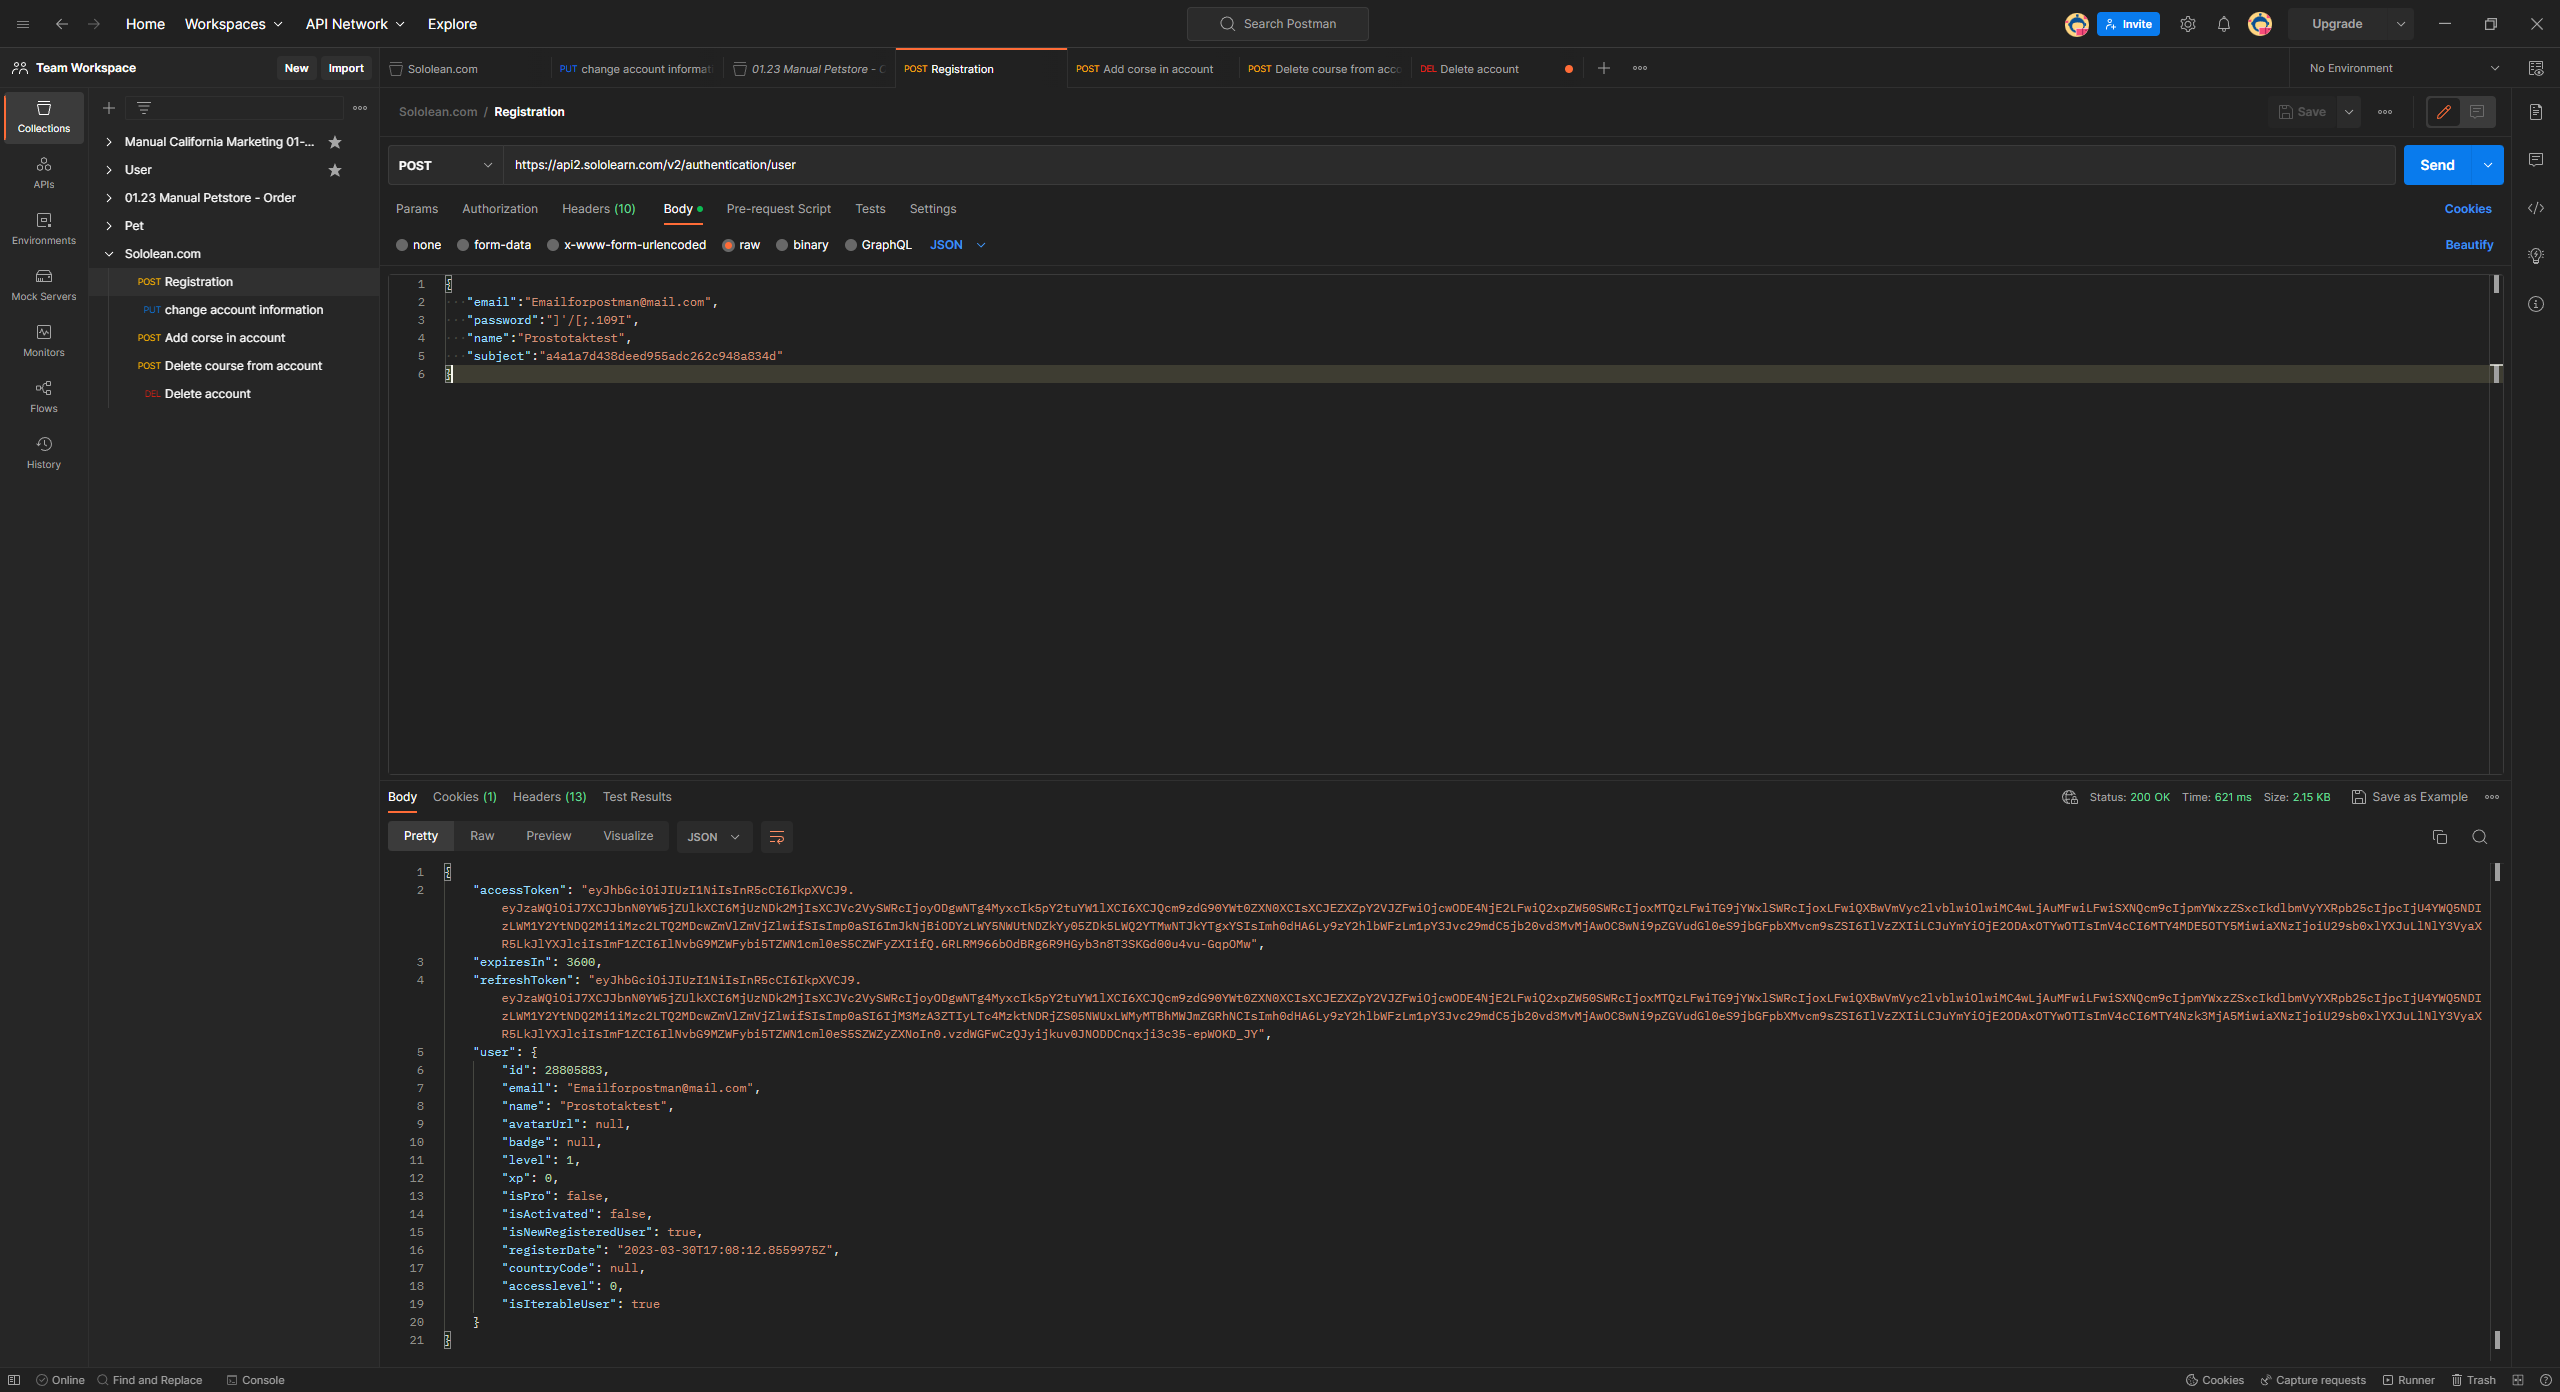 Home Workspaces API Network Explore Search Postman Invite Upgrade
Team Workspace New Import
Sololean.com PUT change account informati 01.23 Manual Petstore - POST Registration POST Add corse in account POST Delete course from acco DEL Delete account No Environment
Collections
APIs
Environments
Mock Servers
Monitors
Flows
History
Manual California Marketing 01-...
User
01.23 Manual Petstore - Order
Pet
Sololean.com
POST Registration
PUT change account information
POST Add corse in account
POST Delete course from account
DEL Delete account
Sololean.com / Registration Save
POST https://api2.sololearn.com/v2/authentication/user Send
Params Authorization Headers (10) Body Pre-request Script Tests Settings Cookies
none form-data x-www-form-urlencoded raw binary GraphQL JSON Beautify
1 {
2 "email":"Emailforpostman@mail.com",
3 "password":"]'/[;.109I",
4 "name":"Prostotaktest",
5 "subject":"a4a1a7d438deed955adc262c948a834d"
6 }
Body Cookies (1) Headers (13) Test Results Status: 200 OK Time: 621 ms Size: 2.15 KB Save as Example
Pretty Raw Preview Visualize JSON
1 {
2 "accessToken": "eyJhbGciOiJIUzI1NiIsInR5cCI6IkpXVCJ9.
3 "expiresIn": 3600,
4 "refreshToken": "eyJhbGciOiJIUzI1NiIsInR5cCI6IkpXVCJ9.
5 "user": {
6 "id": 28805883,
7 "email": "Emailforpostman@mail.com",
8 "name": "Prostotaktest",
9 "avatarUrl": null,
10 "badge": null,
11 "level": 1,
12 "xp": 0,
13 "isPro": false,
14 "isActivated": false,
15 "isNewRegisteredUser": true,
16 "registerDate": "2023-03-30T17:08:12.8559975Z",
17 "countryCode": null,
18 "accesslevel": 0,
19 "isIterableUser": true
20 }
21 }
Online Find and Replace Console Cookies Capture requests Runner Trash